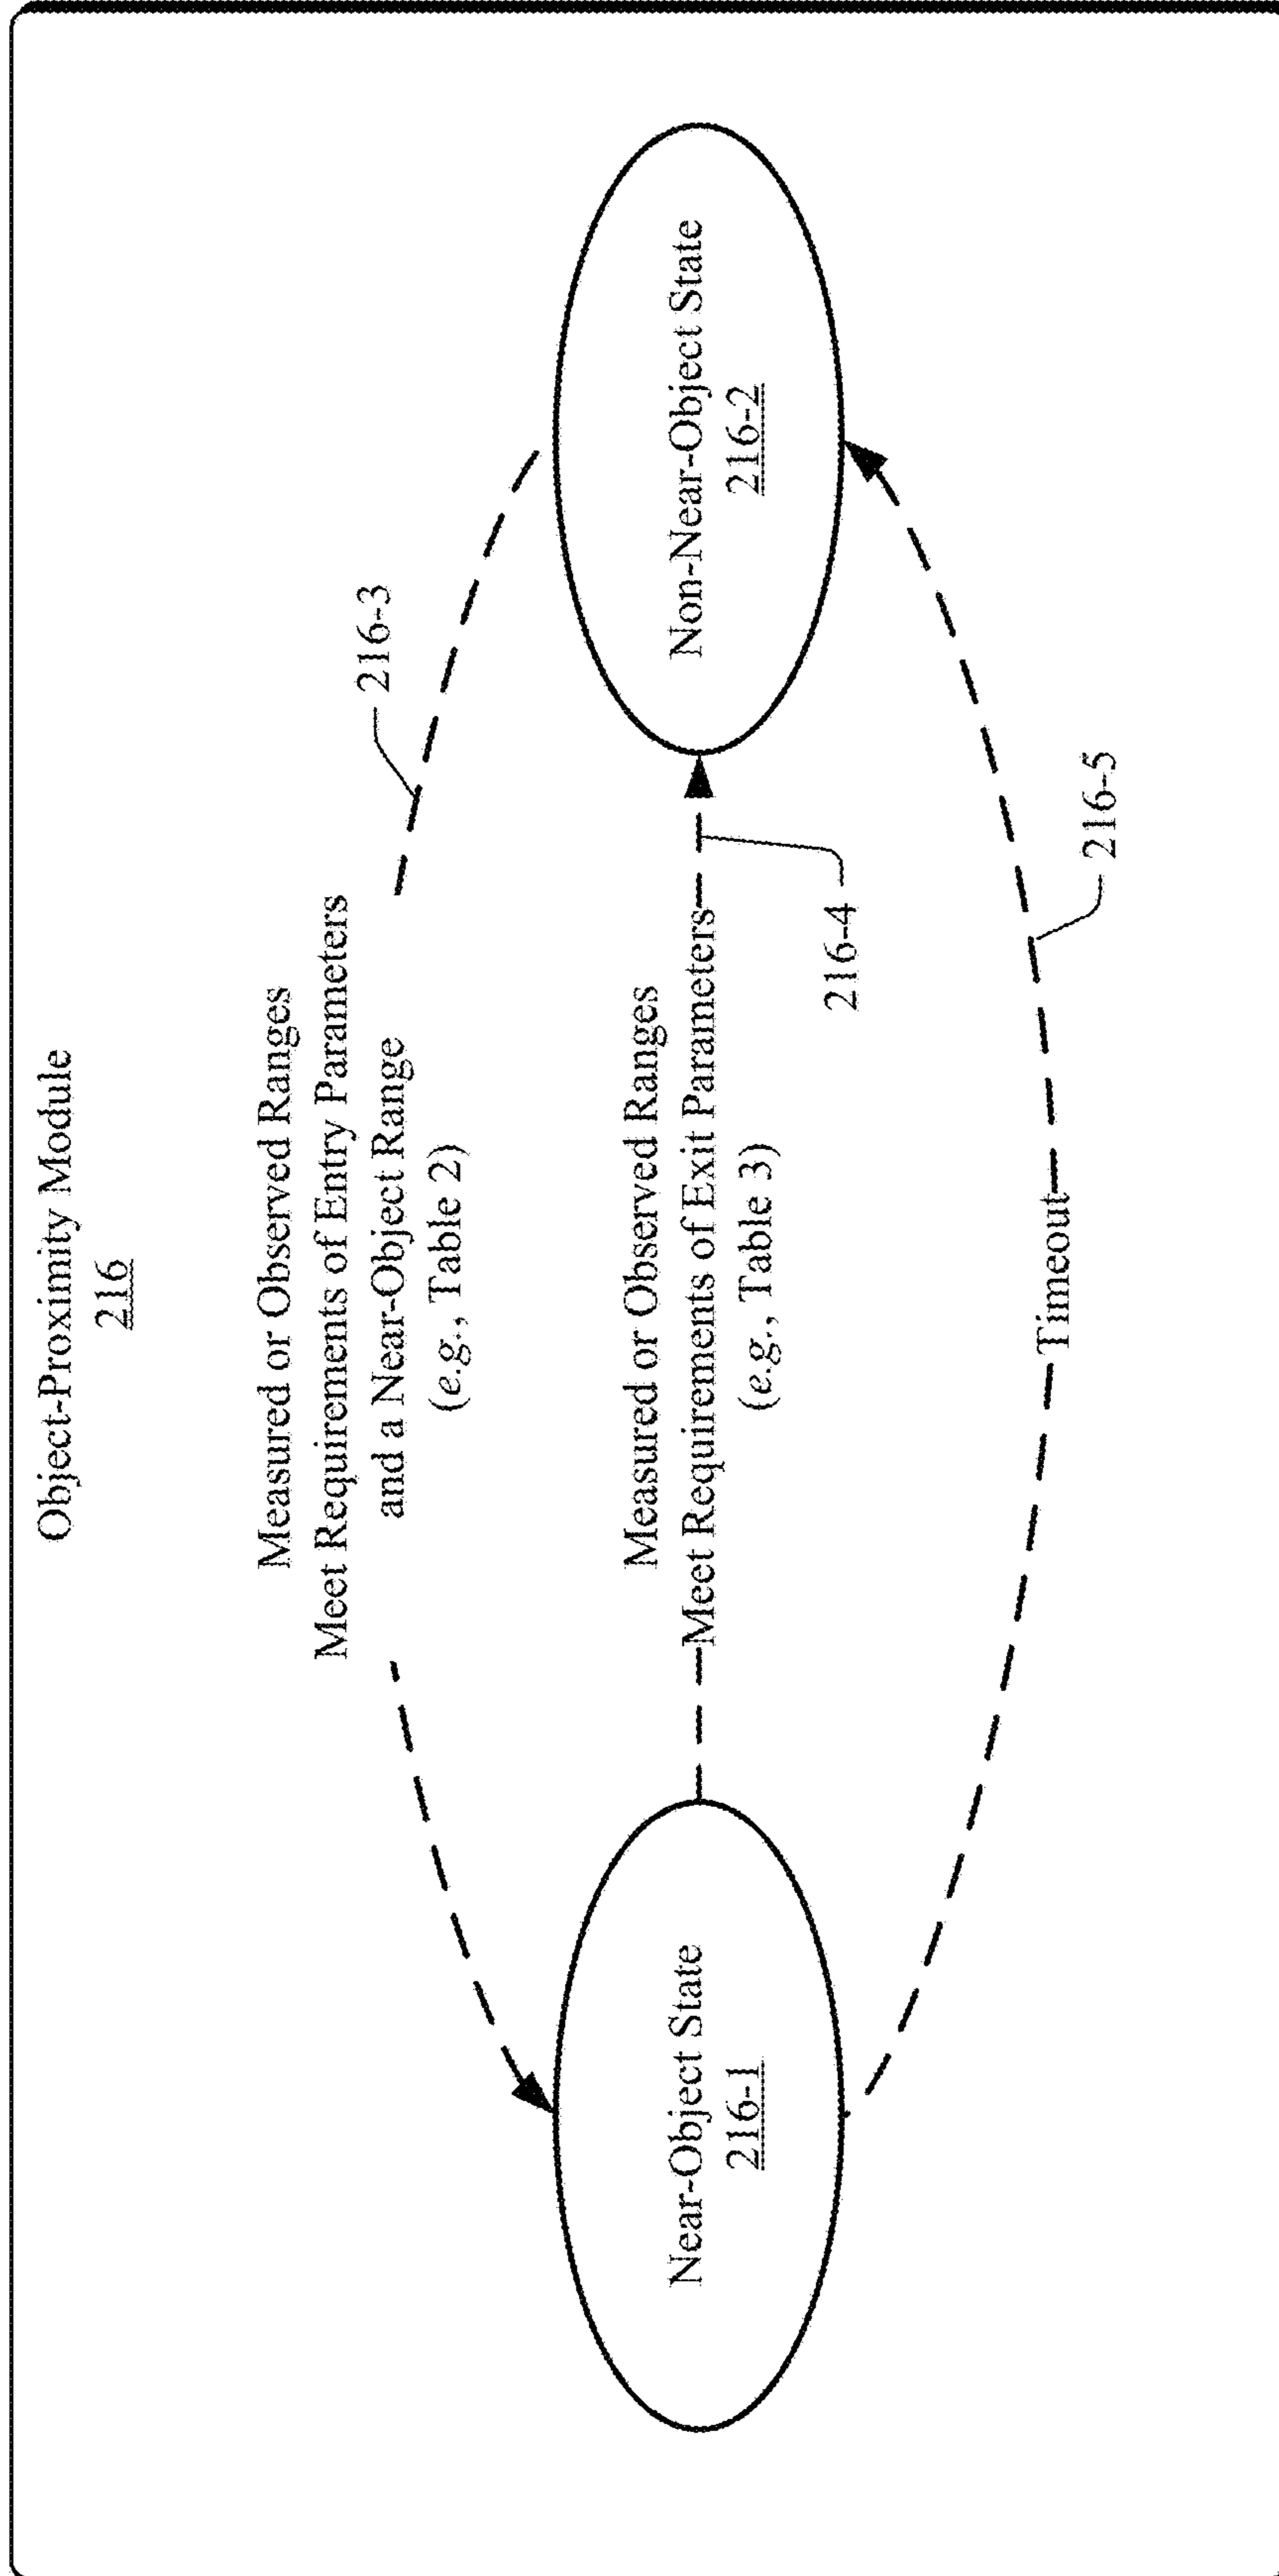 Object-Proximity Module
216
Measured or Observed Ranges
Meet Requirements of Entry Parameters
and a Near-Object Range
(e.g., Table 2)
216-3
Near-Object State
216-1
Measured or Observed Ranges
Meet Requirements of Exit Parameters
(e.g., Table 3)
216-4
Non-Near-Object State
216-2
Timeout
216-5